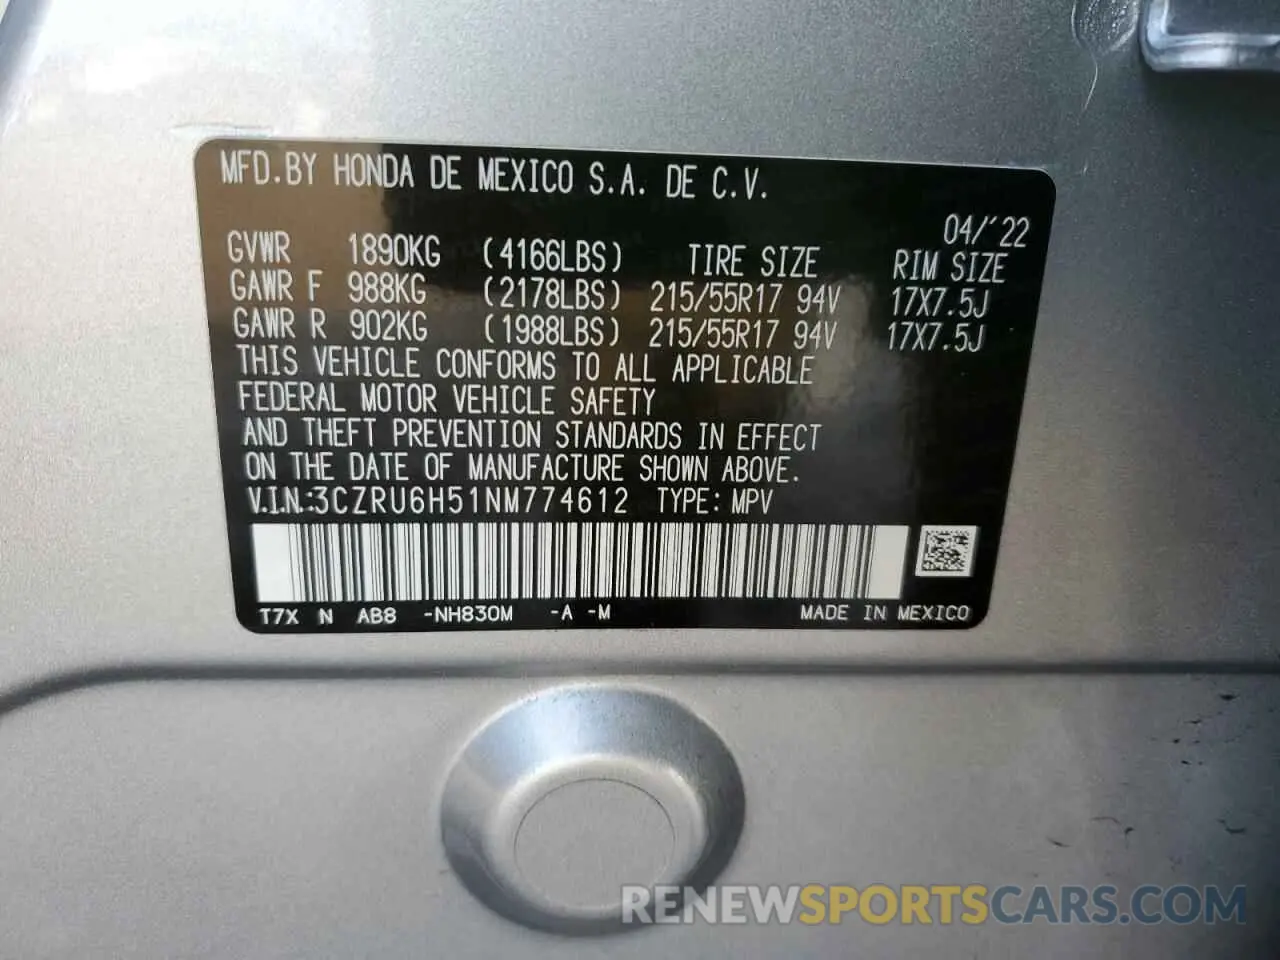 MFD.BY HONDA DE MEXICO S.A. DE C.V.
04/'22
GVWR 1890KG (4166LBS) TIRE SIZE RIM SIZE
GAWR F 988KG (2178LBS) 215/55R17 94V 17X7.5J
GAWR R 902KG (1988LBS) 215/55R17 94V 17X7.5J
THIS VEHICLE CONFORMS TO ALL APPLICABLE
FEDERAL MOTOR VEHICLE SAFETY
AND THEFT PREVENTION STANDARDS IN EFFECT
ON THE DATE OF MANUFACTURE SHOWN ABOVE.
V.I.N.:3CZRU6H51NM774612 TYPE: MPV
T7X N AB8 -NH830M -A -M MADE IN MEXICO
RENEWSPORTSCARS.COM